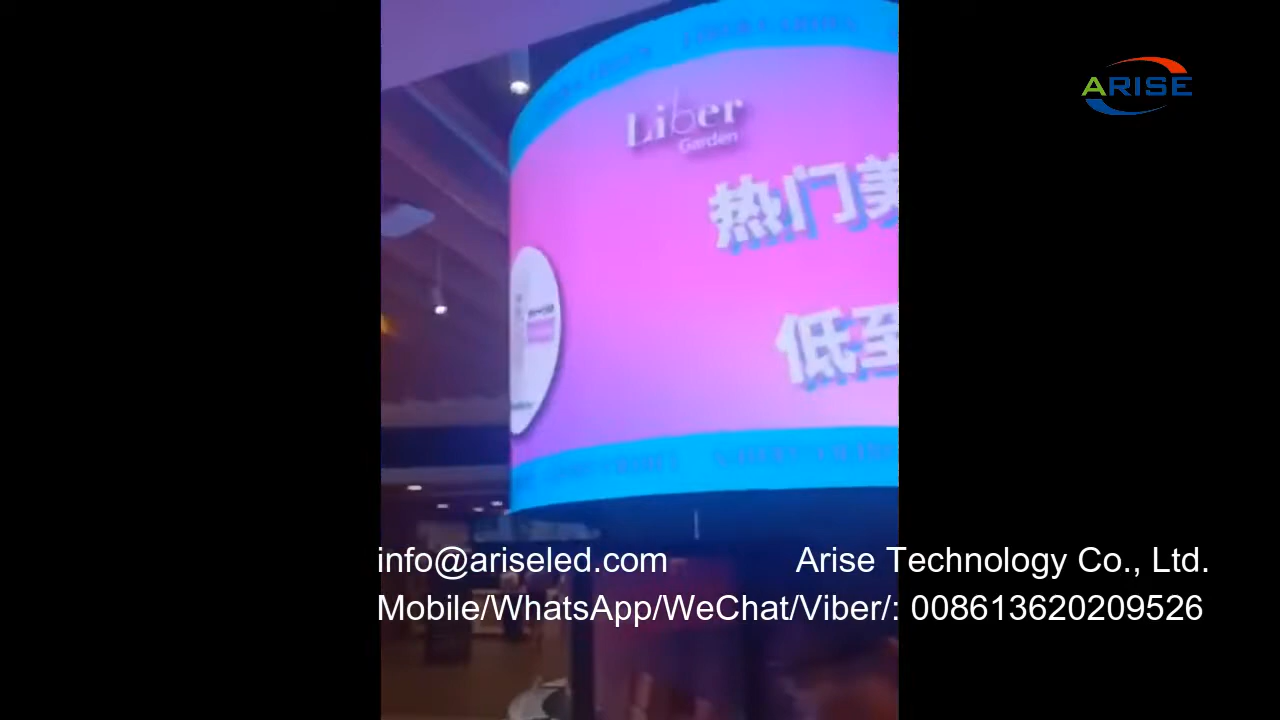 ARISE
Liber
Garden
热门美
低至
info@ariseled.com Arise Technology Co., Ltd.
Mobile/WhatsApp/WeChat/Viber/: 008613620209526